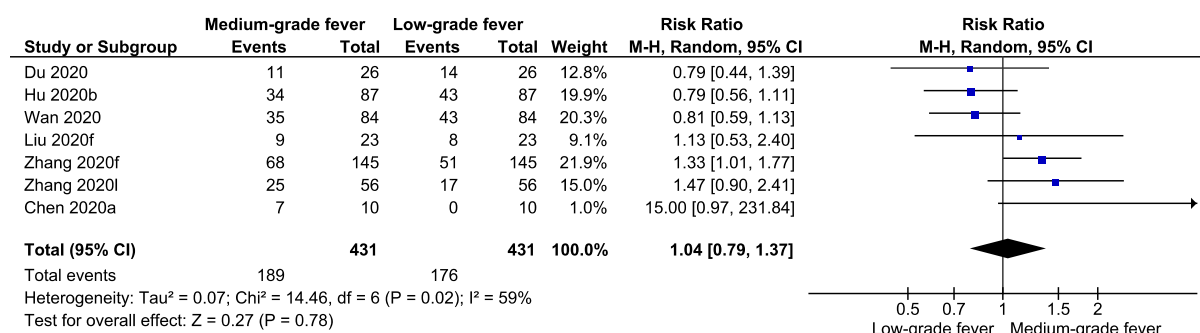 Medium-grade fever Low-grade fever Risk Ratio Risk Ratio
Study or Subgroup Events Total Events Total Weight M-H, Random, 95% CI M-H, Random, 95% CI
Du 2020 11 26 14 26 12.8% 0.79 [0.44, 1.39]
Hu 2020b 34 87 43 87 19.9% 0.79 [0.56, 1.11]
Wan 2020 35 84 43 84 20.3% 0.81 [0.59, 1.13]
Liu 2020f 9 23 8 23 9.1% 1.13 [0.53, 2.40]
Zhang 2020f 68 145 51 145 21.9% 1.33 [1.01, 1.77]
Zhang 2020l 25 56 17 56 15.0% 1.47 [0.90, 2.41]
Chen 2020a 7 10 0 10 1.0% 15.00 [0.97, 231.84]
Total (95% CI) 431 431 100.0% 1.04 [0.79, 1.37]
Total events 189 176
Heterogeneity: Tau² = 0.07; Chi² = 14.46, df = 6 (P = 0.02); I² = 59%
Test for overall effect: Z = 0.27 (P = 0.78)
0.5 0.7 1 1.5 2
Low-grade fever Medium-grade fever